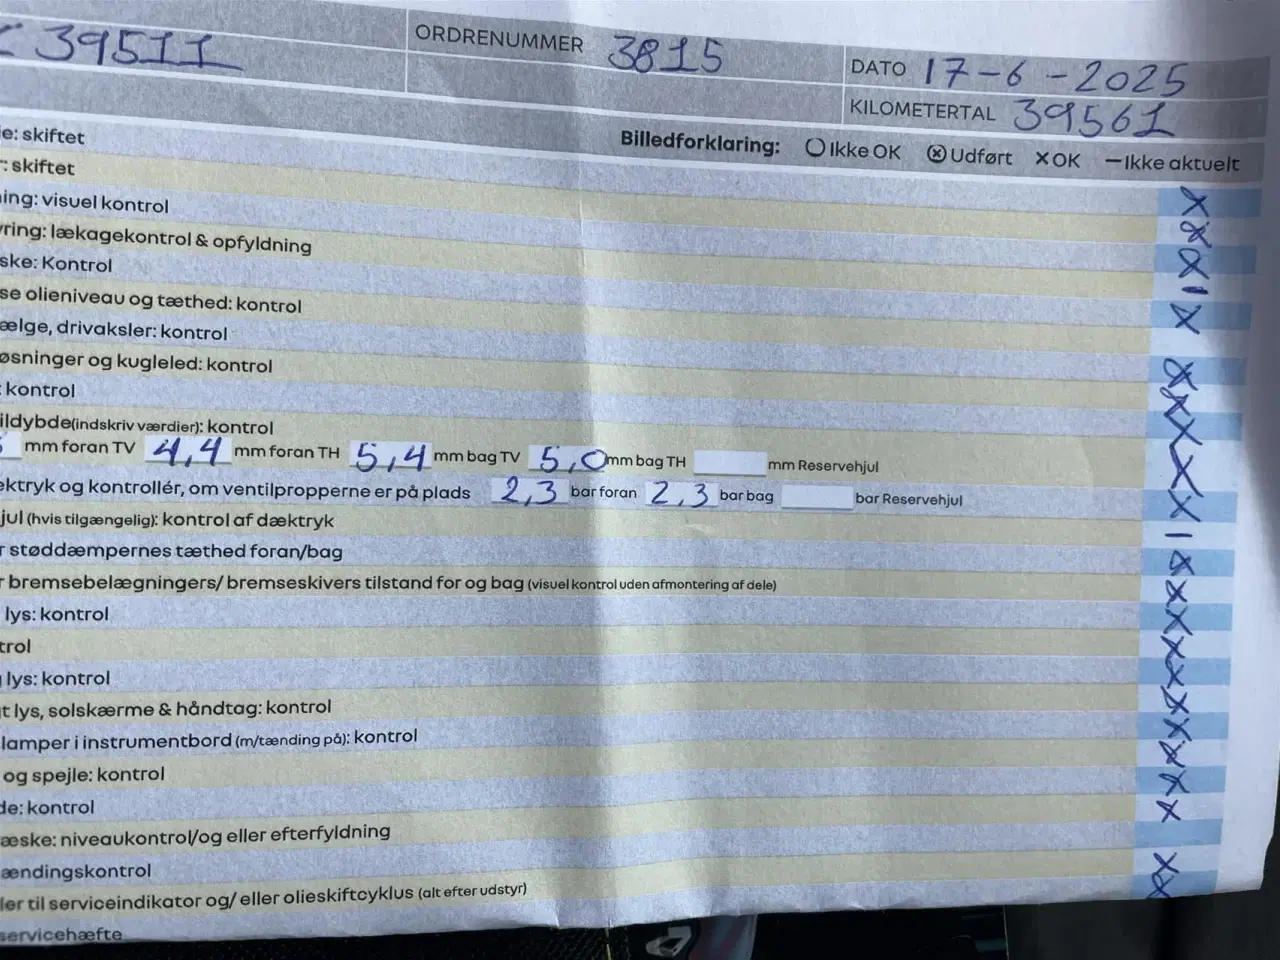 39511 ORDRENUMMER 3815 DATO 17-6-2025
KILOMETERTAL 39561
Billedforklaring: Ikke OK Udført X OK — Ikke aktuelt
e: skiftet
: skiftet
ing: visuel kontrol
ring: lækagekontrol & opfyldning
ske: Kontrol
se olieniveau og tæthed: kontrol
ælge, drivaksler: kontrol
øsninger og kugleled: kontrol
: kontrol
ildybde (indskriv værdier): kontrol
mm foran TV 4,4 mm foran TH 5,4 mm bag TV 5,0 mm bag TH mm Reservehjul
ektryk og kontrollér, om ventilpropperne er på plads 2,3 bar foran 2,3 bar bag bar Reservehjul
jul (hvis tilgængelig): kontrol af dæktryk
r støddæmpernes tæthed foran/bag
r bremsebelægningers/ bremseskivers tilstand for og bag (visuel kontrol uden afmontering af dele)
lys: kontrol
trol
lys: kontrol
t lys, solskærme & håndtag: kontrol
lamper i instrumentbord (m/tænding på): kontrol
og spejle: kontrol
de: kontrol
æske: niveaukontrol/og eller efterfyldning
ændingskontrol
ler til serviceindikator og/ eller olieskiftcyklus (alt efter udstyr)
servicehæfte